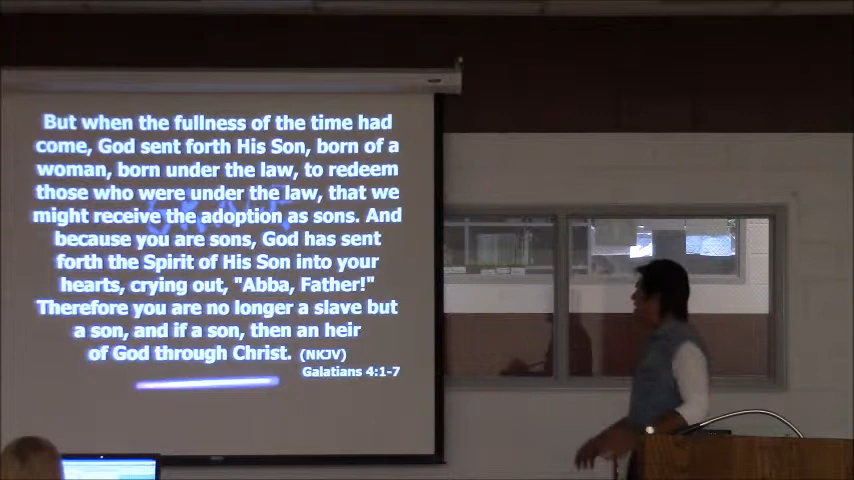 But when the fullness of the time had
come, God sent forth His Son, born of a
woman, born under the law, to redeem
those who were under the law, that we
might receive the adoption as sons. And
because you are sons, God has sent
forth the Spirit of His Son into your
hearts, crying out, "Abba, Father!"
Therefore you are no longer a slave but
a son, and if a son, then an heir
of God through Christ. (NKJV)
Galatians 4:1-7